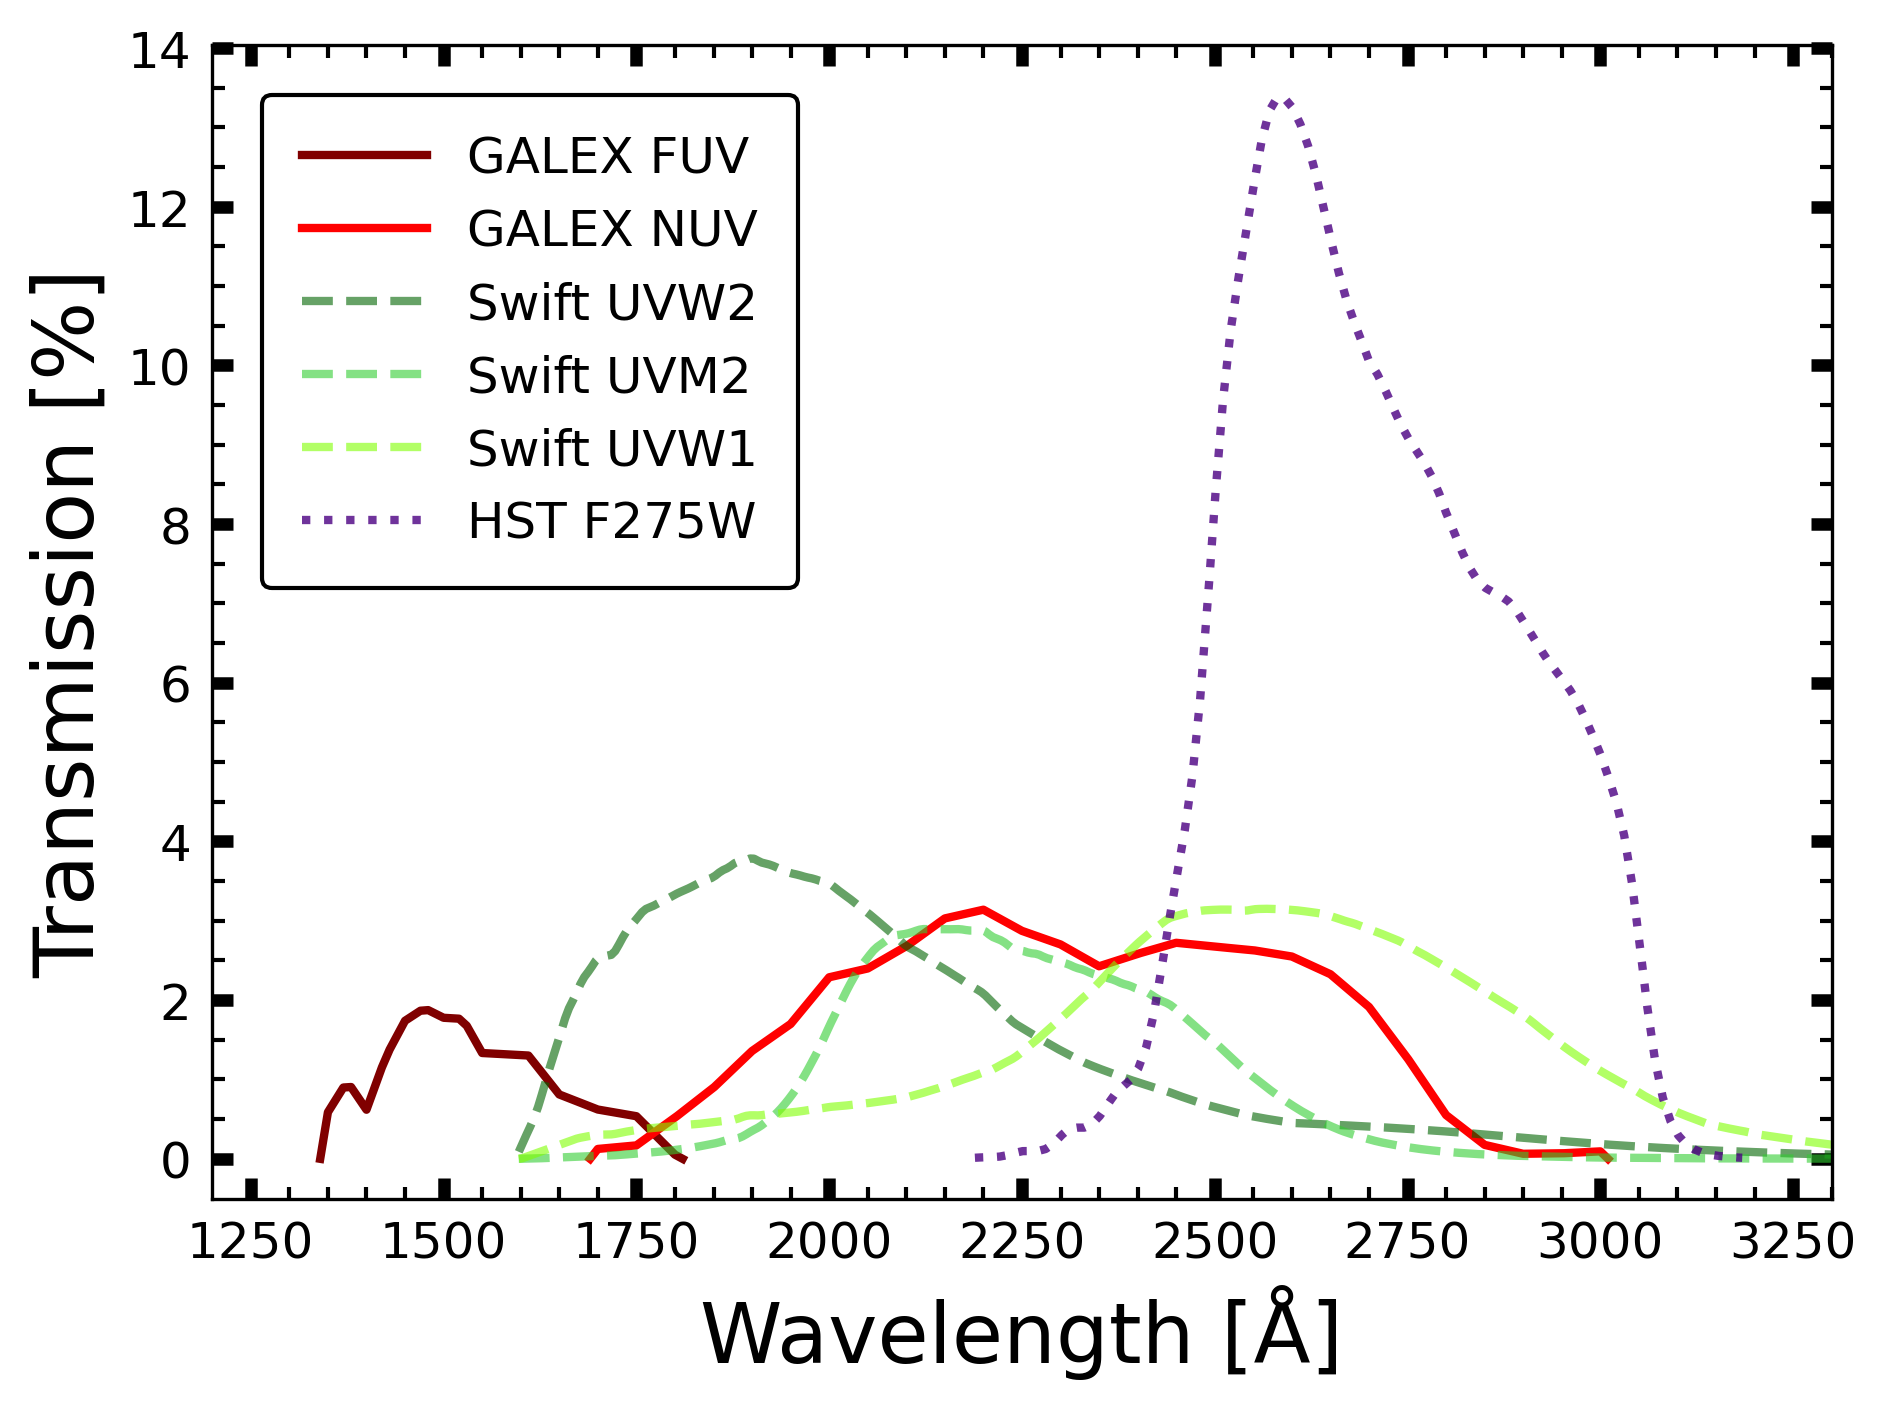 Transmission [%]
14
12
10
8
6
4
2
0
GALEX FUV
GALEX NUV
Swift UVW2
Swift UVM2
Swift UVW1
HST F275W
1250 1500 1750 2000 2250 2500 2750 3000 3250
Wavelength [Å]